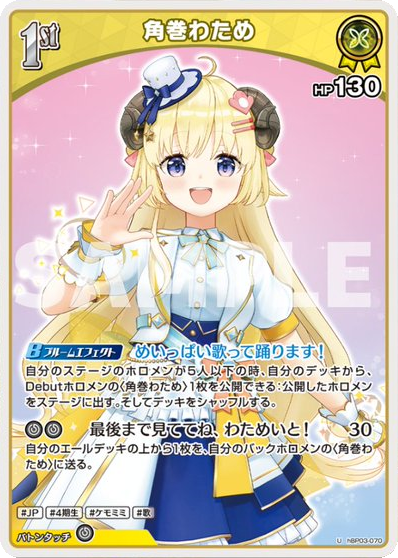 1st
角巻わため
HP130
SAMPLE
Bブルームエフェクト めいっぱい歌って踊ります!
自分のステージのホロメンが5人以下の時、自分のデッキから、
Debutホロメンの〈角巻わため〉1枚を公開できる:公開したホロメン
をステージに出す。そしてデッキをシャッフルする。
最後まで見ててね、わためいと! 30
自分のエールデッキの上から1枚を、自分のバックホロメンの〈角巻わ
ため〉に送る。
#JP #4期生 #ケモミミ #歌
バトンタッチ
U hBP03-070